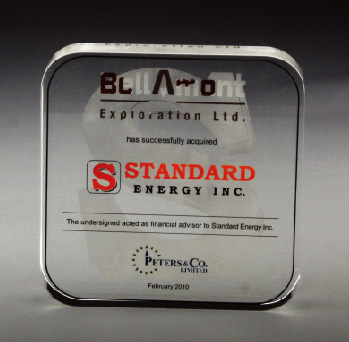 BellAmont
Exploration Ltd.
has successfully acquired
S STANDARD
ENERGY INC.
The undersigned acted as financial advisor to Standard Energy Inc.
PETERS & CO.
LIMITED
February 2010